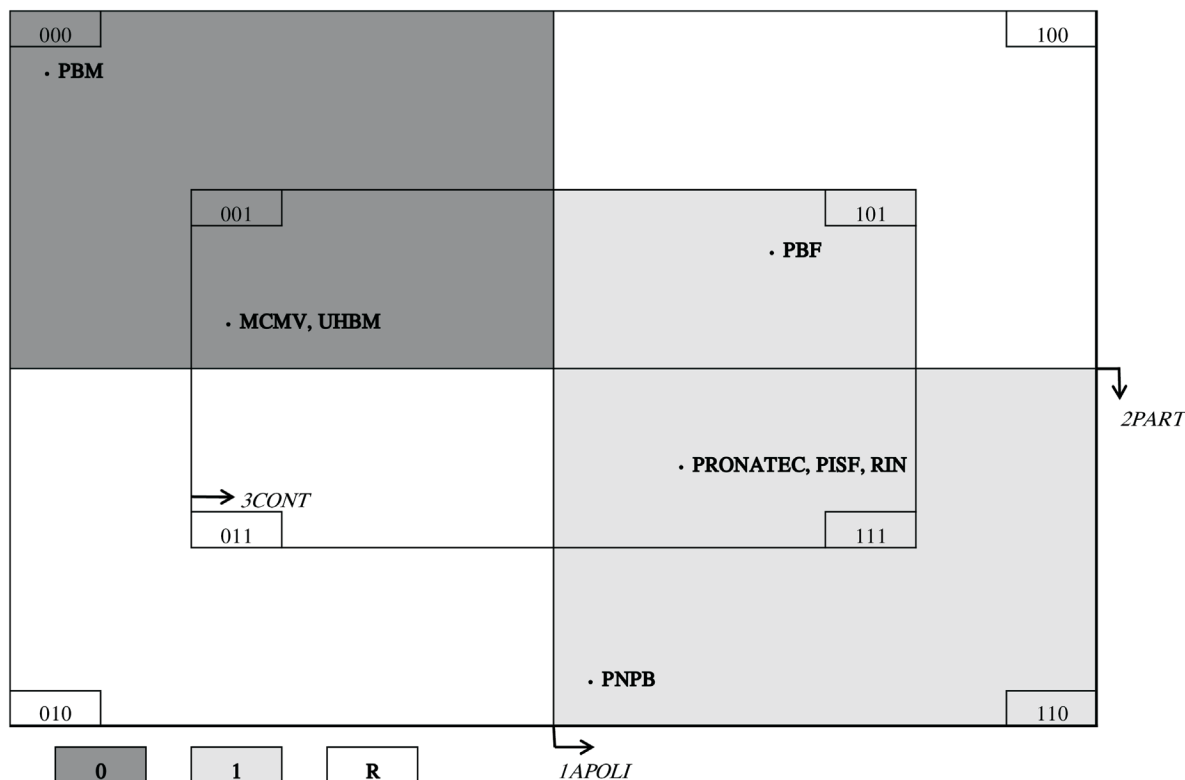 000
100
PBM
001
101
PBF
MCMV, UHBM
2PART
PRONATEC, PISF, RIN
3CONT
011
111
PNPB
010
110
0
1
R
1APOLI